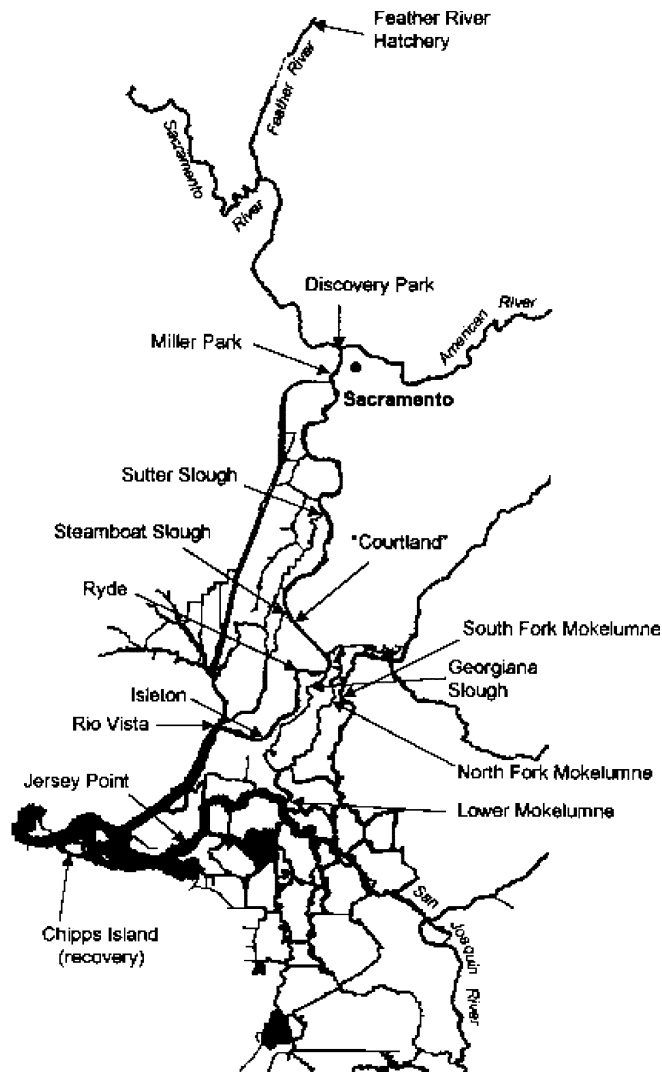 Feather River
Hatchery
Feather River
Sacramento
River
Discovery Park
American River
Miller Park
Sacramento
Sutter Slough
Steamboat Slough
"Courtland"
Ryde
South Fork Mokelumne
Georgiana
Slough
Isleton
Rio Vista
North Fork Mokelumne
Jersey Point
Lower Mokelumne
San
Joaquin
River
Chipps Island
(recovery)